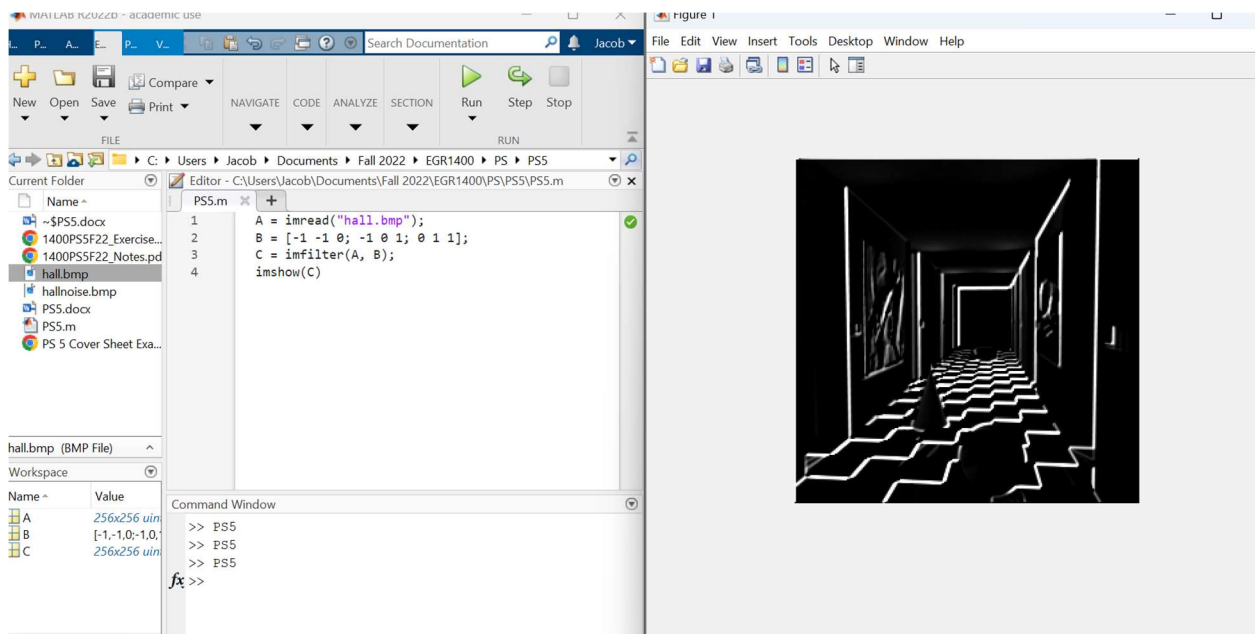 MATLAB R2022b - academic use
P... A... E... P... V...
Search Documentation
Jacob
New Open Save Compare Print
NAVIGATE CODE ANALYZE SECTION Run Step Stop
FILE RUN
C: Users Jacob Documents Fall 2022 EGR1400 PS PS5
Current Folder
Name
~$PS5.docx
1400PS5F22_Exercise...
1400PS5F22_Notes.pd
hall.bmp
hallnoise.bmp
PS5.docx
PS5.m
PS 5 Cover Sheet Exa...
hall.bmp (BMP File)
Workspace
Name Value
A 256x256 uin
B [-1,-1,0;-1,0,
C 256x256 uin
Editor - C:\Users\Jacob\Documents\Fall 2022\EGR1400\PS\PS5\PS5.m
PS5.m +
1 A = imread("hall.bmp");
2 B = [-1 -1 0; -1 0 1; 0 1 1];
3 C = imfilter(A, B);
4 imshow(C)
Command Window
>> PS5
>> PS5
>> PS5
fx >>
Figure 1
File Edit View Insert Tools Desktop Window Help